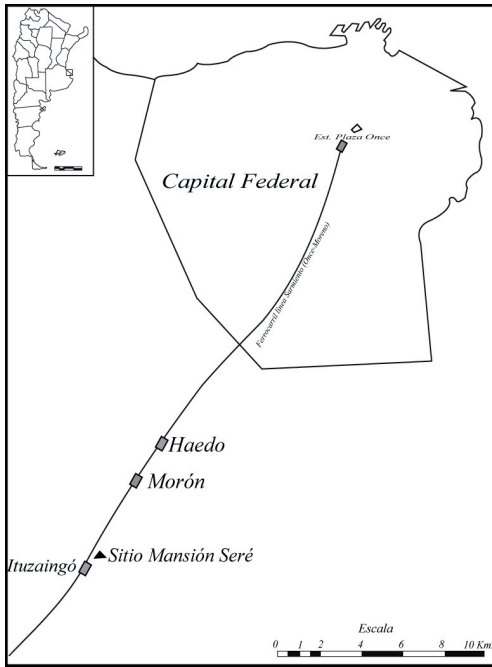 Est. Plaza Once
Capital Federal
Ferrocarril línea Sarmiento (Once-Moreno)
Haedo
Morón
Sitio Mansión Seré
Ituzaingó
Escala
0 1 2 4 6 8 10 Km.